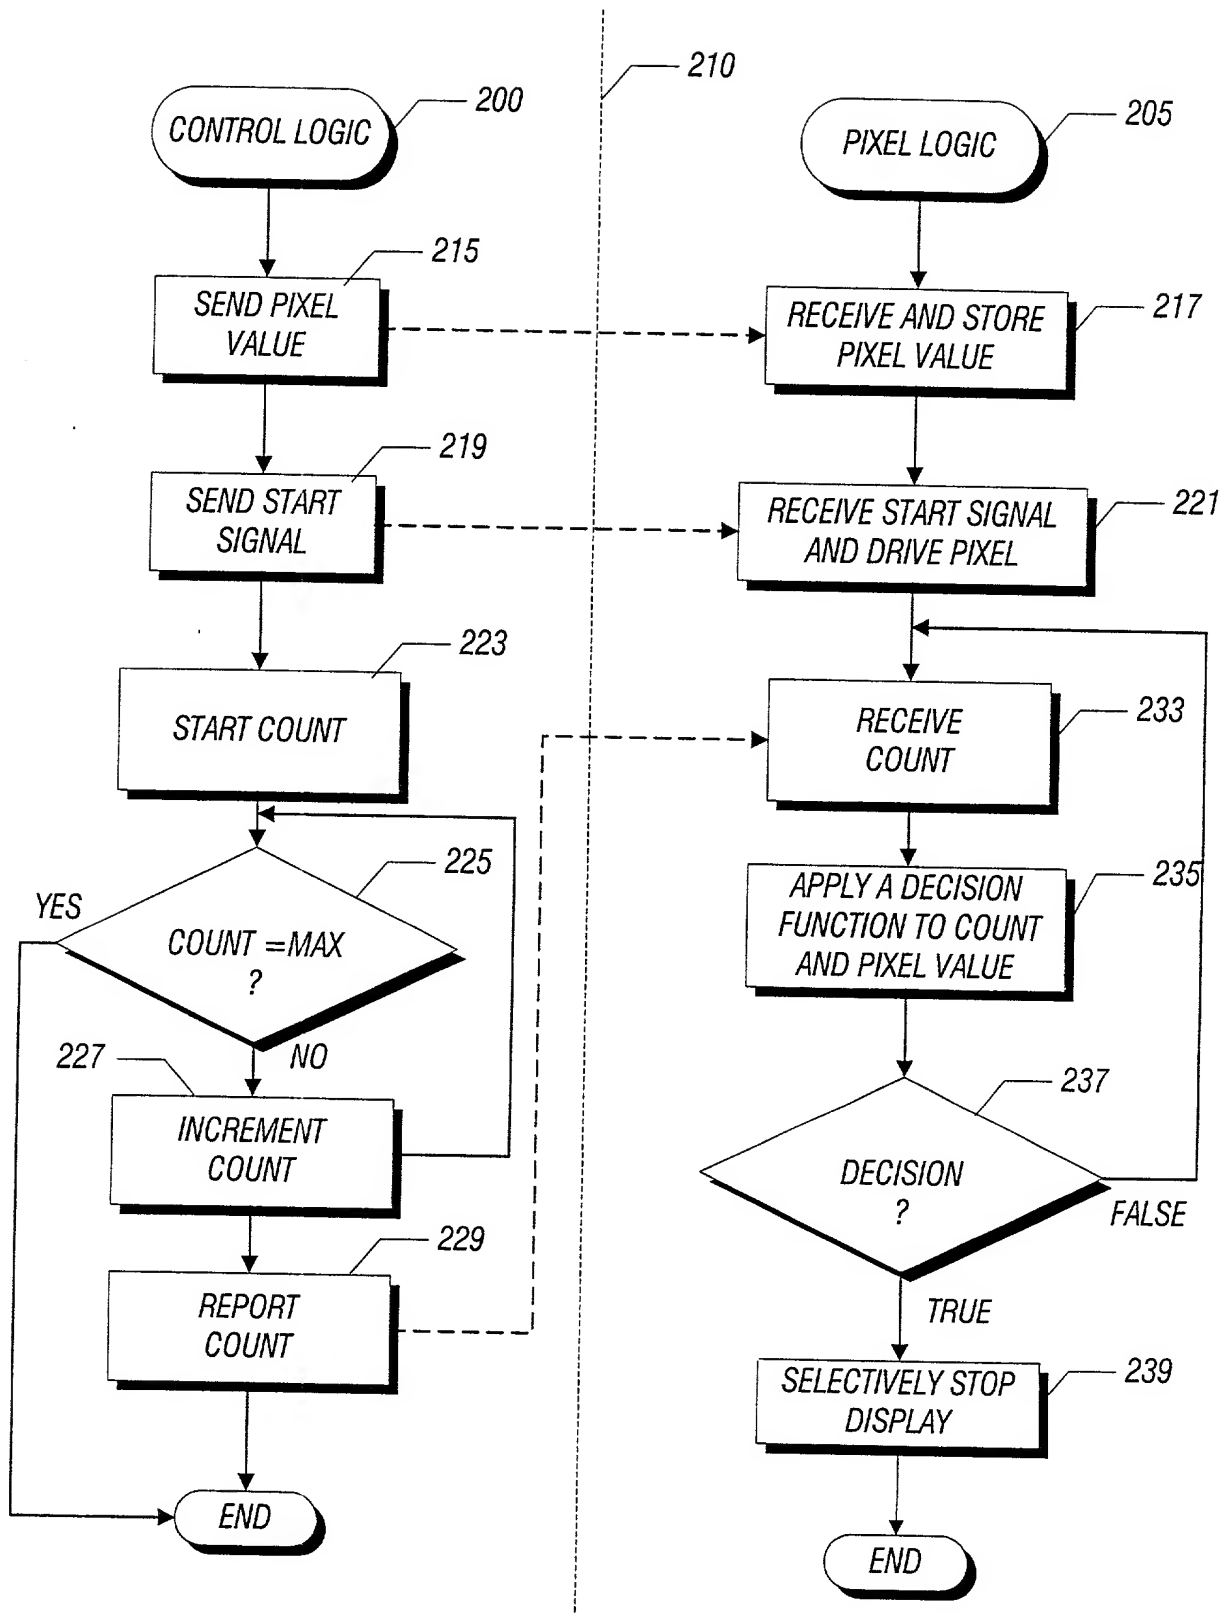 210
200
CONTROL LOGIC
205
PIXEL LOGIC
215
SEND PIXEL
VALUE
217
RECEIVE AND STORE
PIXEL VALUE
219
SEND START
SIGNAL
221
RECEIVE START SIGNAL
AND DRIVE PIXEL
223
START COUNT
233
RECEIVE
COUNT
225
YES
COUNT = MAX
?
NO
235
APPLY A DECISION
FUNCTION TO COUNT
AND PIXEL VALUE
227
INCREMENT
COUNT
237
DECISION
?
FALSE
TRUE
229
REPORT
COUNT
239
SELECTIVELY STOP
DISPLAY
END
END